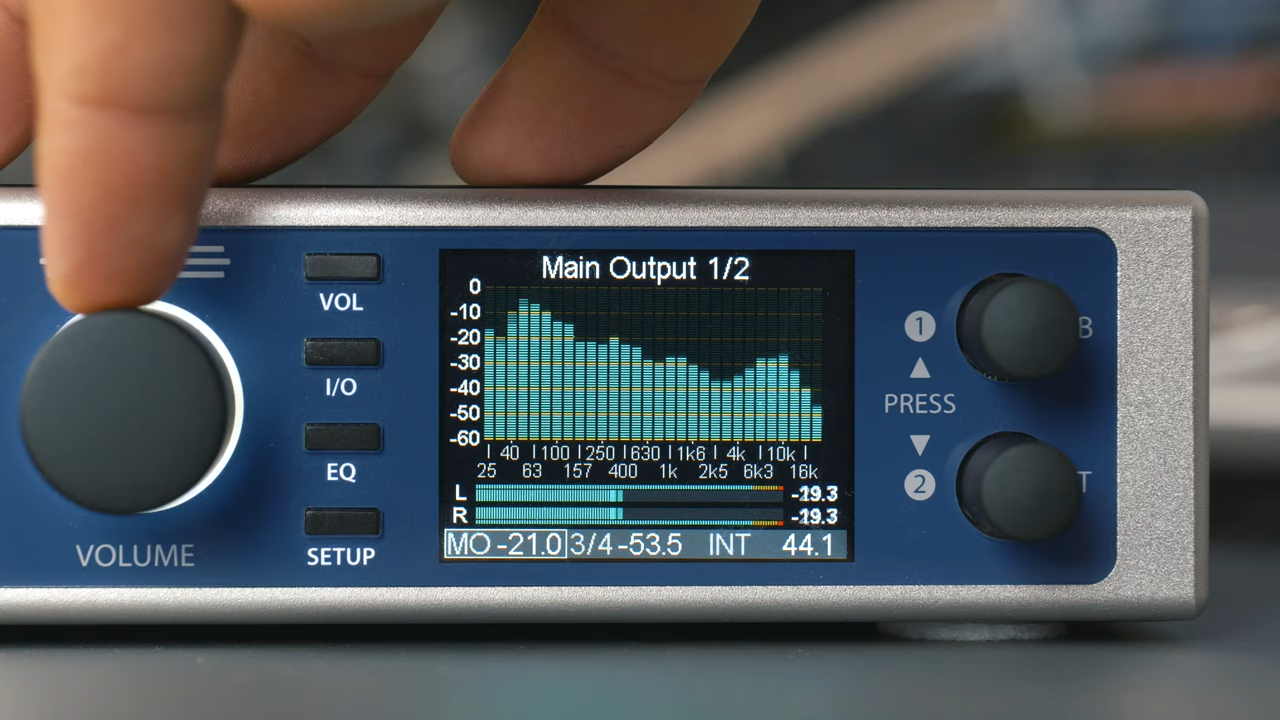 VOLUME
VOL
I/O
EQ
SETUP
Main Output 1/2
0
-10
-20
-30
-40
-50
-60
40 100 250 630 1k6 4k 10k
25 63 157 400 1k 2k5 6k3 16k
L -19.3
R -19.3
MO -21.0 3/4 -53.5 INT 44.1
1 B
PRESS
2 T